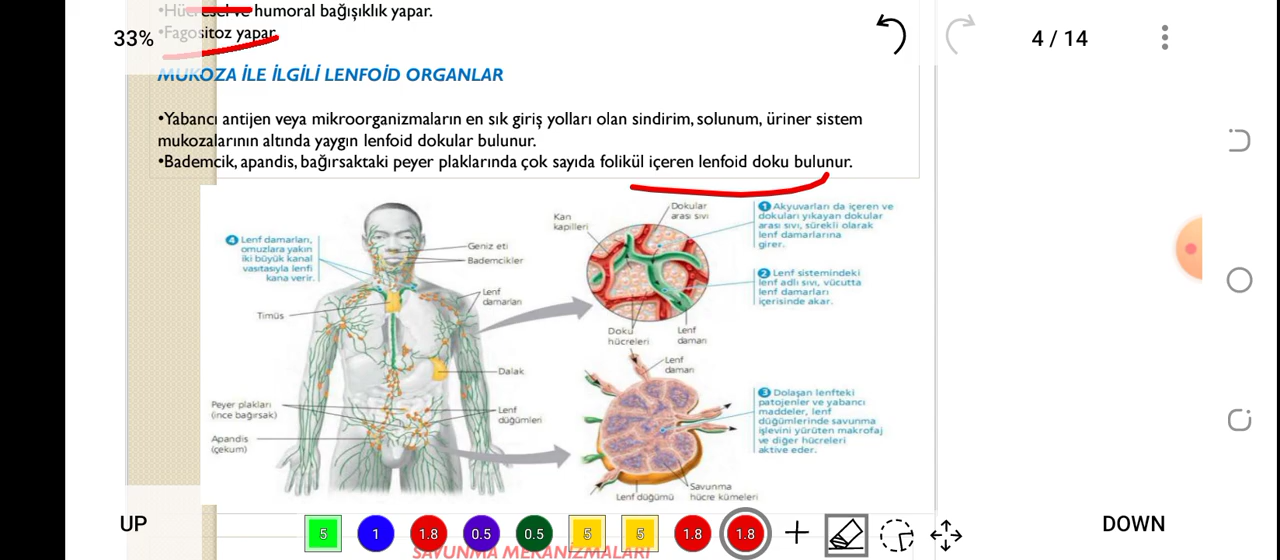 •Hücresel ve humoral bağışıklık yapar.
33%
•Fagositoz yapar.
4 / 14
MUKOZA İLE İLGİLİ LENFOİD ORGANLAR
•Yabancı antijen veya mikroorganizmaların en sık giriş yolları olan sindirim, solunum, üriner sistem
mukozalarının altında yaygın lenfoid dokular bulunur.
•Bademcik, apandis, bağırsaktaki peyer plaklarında çok sayıda folikül içeren lenfoid doku bulunur.
4 Lenf damarları,
omuzlara yakın
iki büyük kanal
vasıtasıyla lenfi
kana verir.
Geniz eti
Bademcikler
Lenf
damarları
Timüs
Dalak
Peyer plakları
(ince bağırsak)
Lenf
düğümleri
Apandis
(çekum)
Kan
kapilleri
Dokular
arası sıvı
Doku
hücreleri
Lenf
damarı
1 Akyuvarları da içeren ve
dokuları yıkayan dokular
arası sıvı, sürekli olarak
lenf damarlarına
girer.
2 Lenf sistemindeki
lenf adlı sıvı, vücutta
lenf damarları
içerisinde akar.
Lenf
damarı
3 Dolaşan lenfteki
patojenler ve yabancı
maddeler, lenf
düğümlerinde savunma
işlevini yürüten makrofaj
ve diğer hücreleri
aktive eder.
Lenf düğümü
Savunma
hücre kümeleri
UP
5
1
1.8
0.5
0.5
5
5
1.8
1.8
DOWN
SAVUNMA MEKANİZMALARI